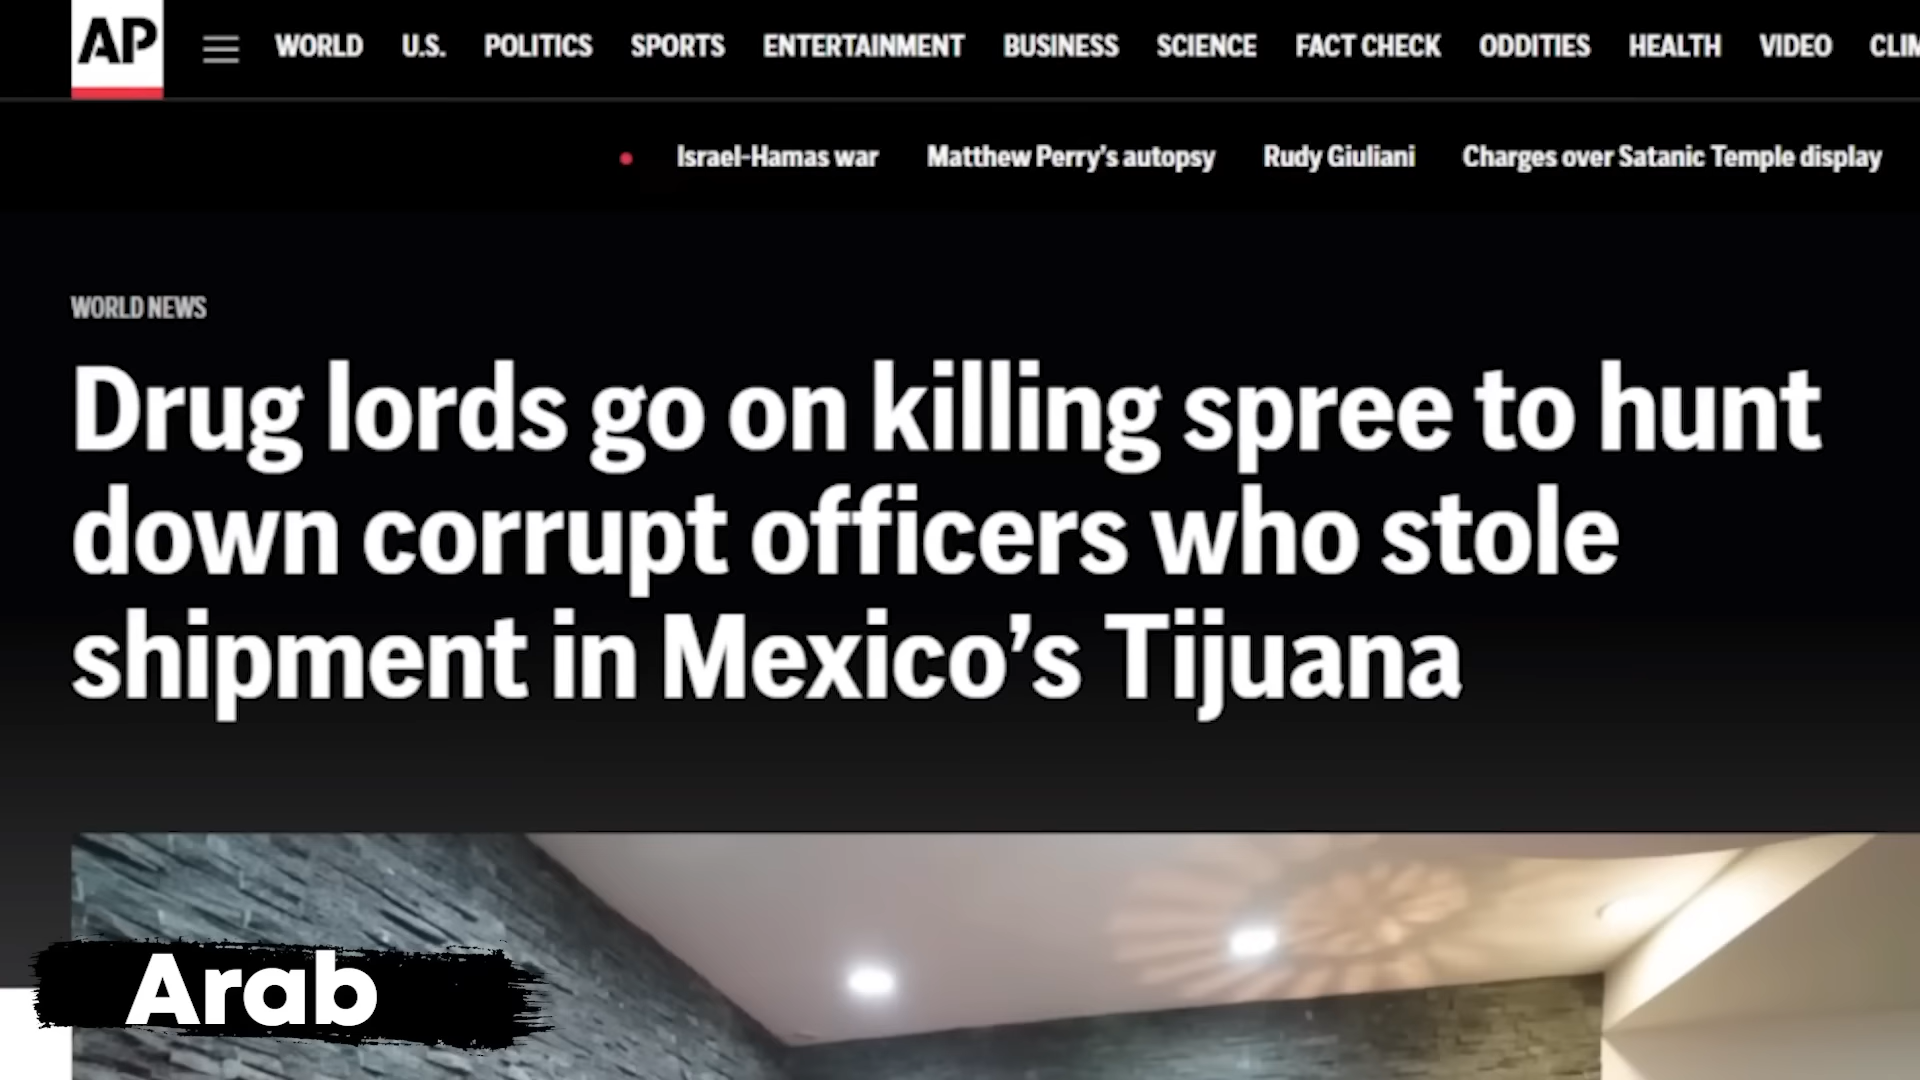 AP
WORLD U.S. POLITICS SPORTS ENTERTAINMENT BUSINESS SCIENCE FACT CHECK ODDITIES HEALTH VIDEO CLIM
Israel-Hamas war Matthew Perry’s autopsy Rudy Giuliani Charges over Satanic Temple display
WORLD NEWS
Drug lords go on killing spree to hunt
down corrupt officers who stole
shipment in Mexico’s Tijuana
Arab